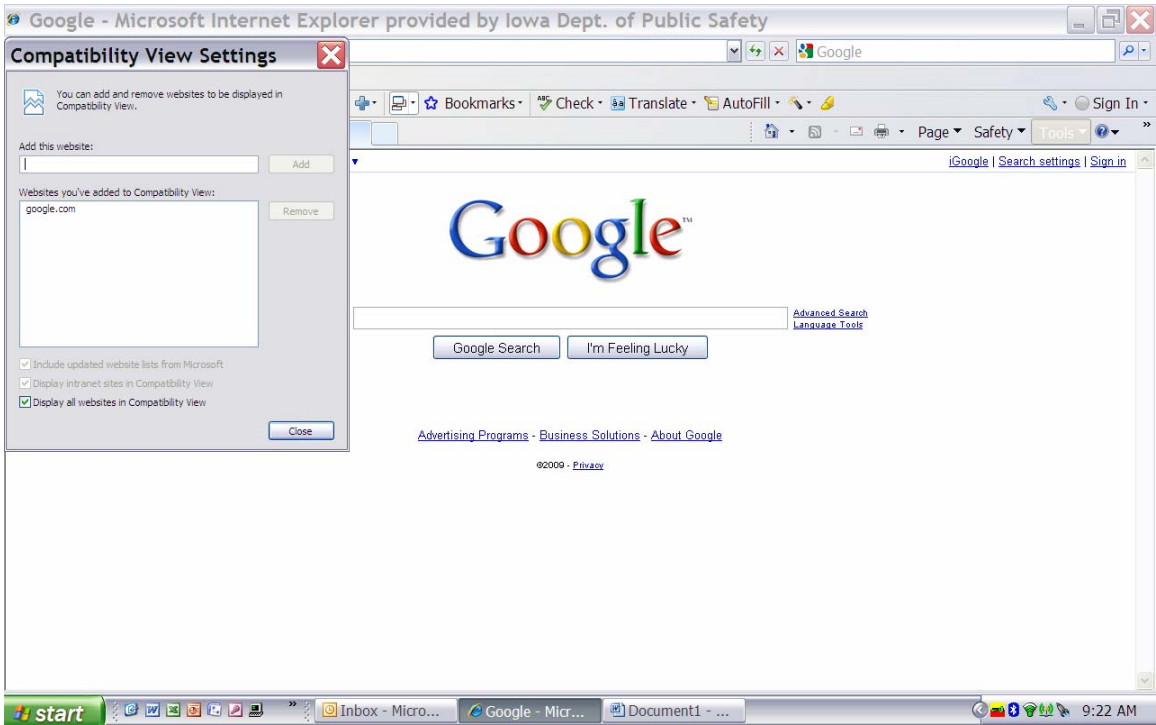 Google - Microsoft Internet Explorer provided by Iowa Dept. of Public Safety
Compatibility View Settings
You can add and remove websites to be displayed in
Compatibility View.
Add this website:
Add
Websites you've added to Compatibility View:
google.com
Remove
Include updated website lists from Microsoft
Display intranet sites in Compatibility View
Display all websites in Compatibility View
Close
Google
Bookmarks Check Translate AutoFill Sign In
Page Safety Tools
iGoogle | Search settings | Sign in
Google™
Advanced Search
Language Tools
Google Search I'm Feeling Lucky
Advertising Programs - Business Solutions - About Google
©2009 - Privacy
start Inbox - Micro... Google - Micr... Document1 - ... 9:22 AM